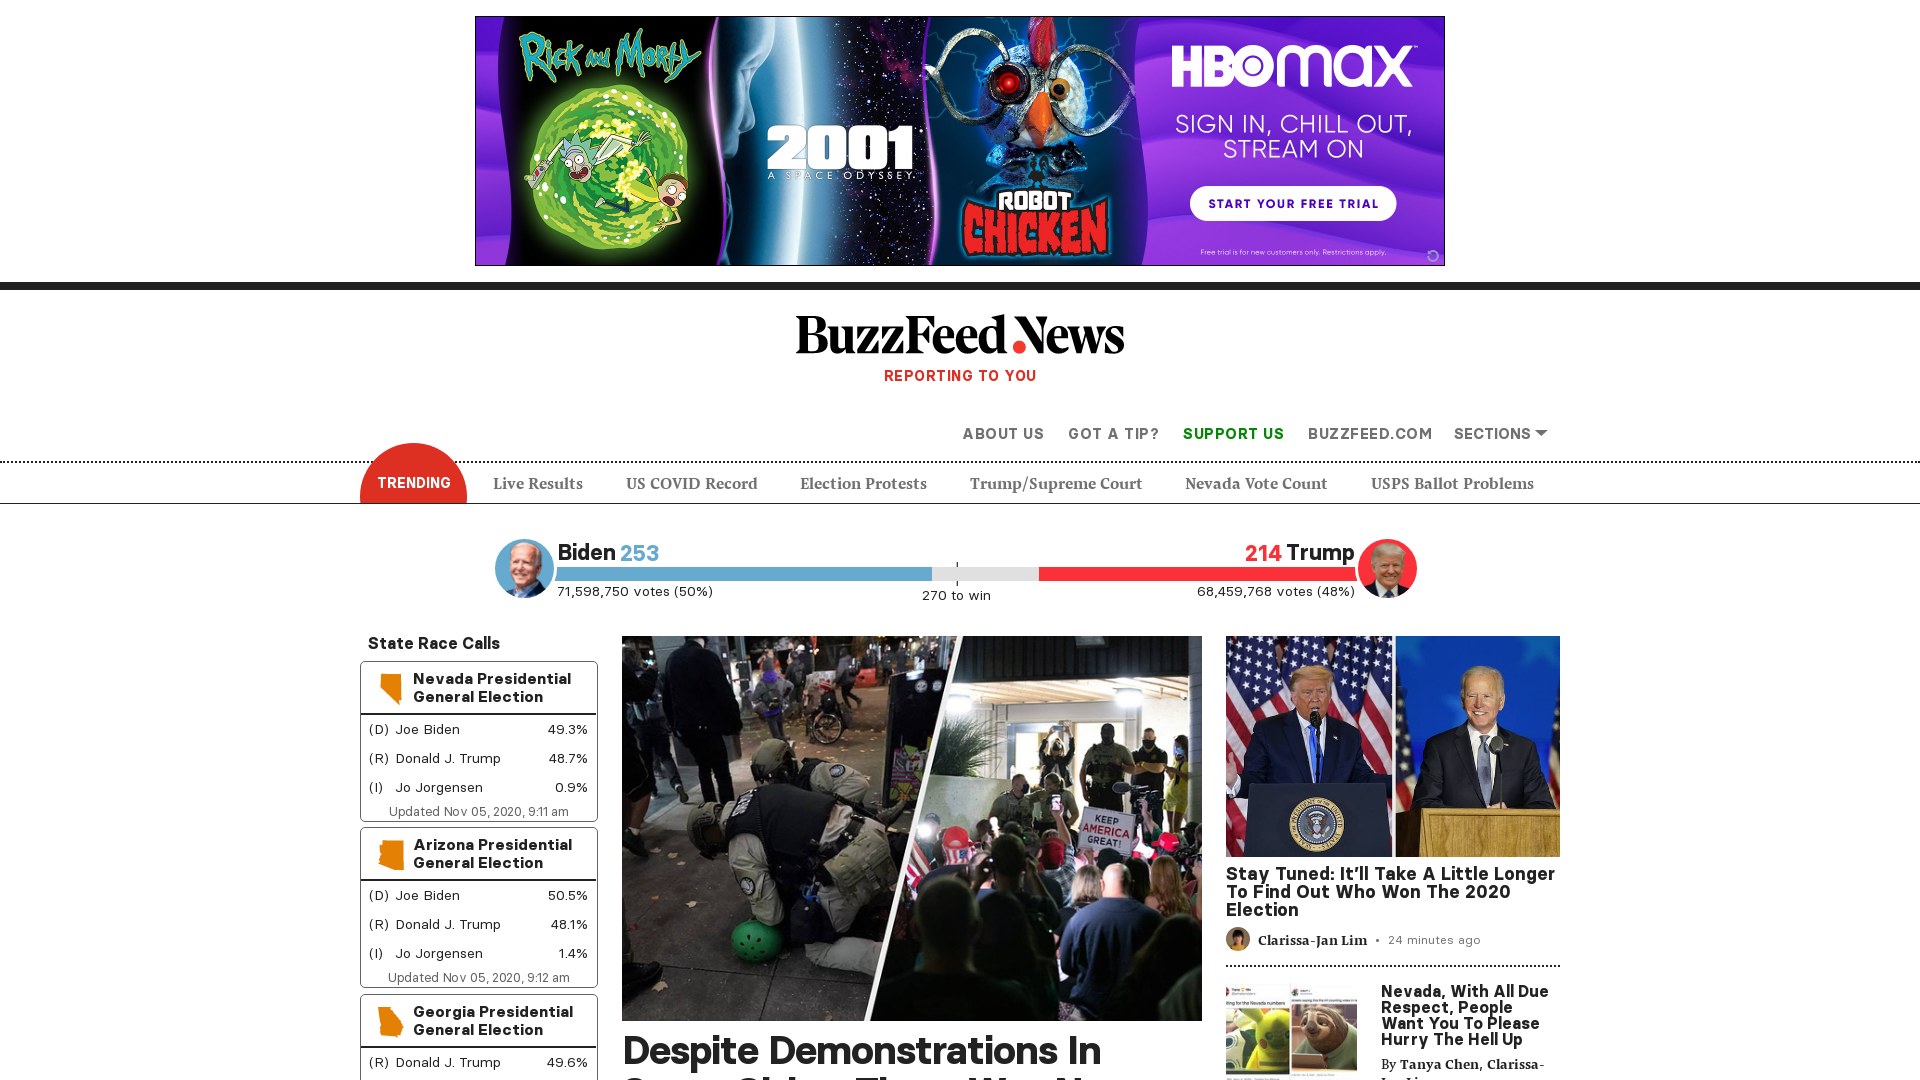 Rick and Morty
2001
A SPACE ODYSSEY
ROBOT
CHICKEN
HBOMAX
SIGN IN, CHILL OUT,
STREAM ON
START YOUR FREE TRIAL
Free trial is for new customers only. Restrictions apply.
BuzzFeed News
REPORTING TO YOU
ABOUT US
GOT A TIP?
SUPPORT US
BUZZFEED.COM
SECTIONS
TRENDING
Live Results
US COVID Record
Election Protests
Trump/Supreme Court
Nevada Vote Count
USPS Ballot Problems
Biden 253
214 Trump
71,598,750 votes (50%)
270 to win
68,459,768 votes (48%)
State Race Calls
Nevada Presidential
General Election
(D) Joe Biden 49.3%
(R) Donald J. Trump 48.7%
(I) Jo Jorgensen 0.9%
Updated Nov 05, 2020, 9:11 am
Arizona Presidential
General Election
(D) Joe Biden 50.5%
(R) Donald J. Trump 48.1%
(I) Jo Jorgensen 1.4%
Updated Nov 05, 2020, 9:12 am
Georgia Presidential
General Election
(R) Donald J. Trump 49.6%
KEEP
AMERICA
GREAT!
Despite Demonstrations In
Stay Tuned: It’ll Take A Little Longer
To Find Out Who Won The 2020
Election
Clarissa-Jan Lim • 24 minutes ago
Nevada, With All Due
Respect, People
Want You To Please
Hurry The Hell Up
By Tanya Chen, Clarissa-